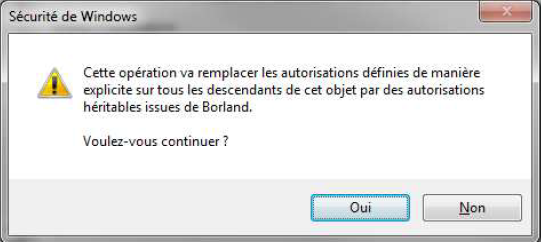 Sécurité de Windows
Cette opération va remplacer les autorisations définies de manière
explicite sur tous les descendants de cet objet par des autorisations
héritables issues de Borland.
Voulez-vous continuer ?
Oui
Non